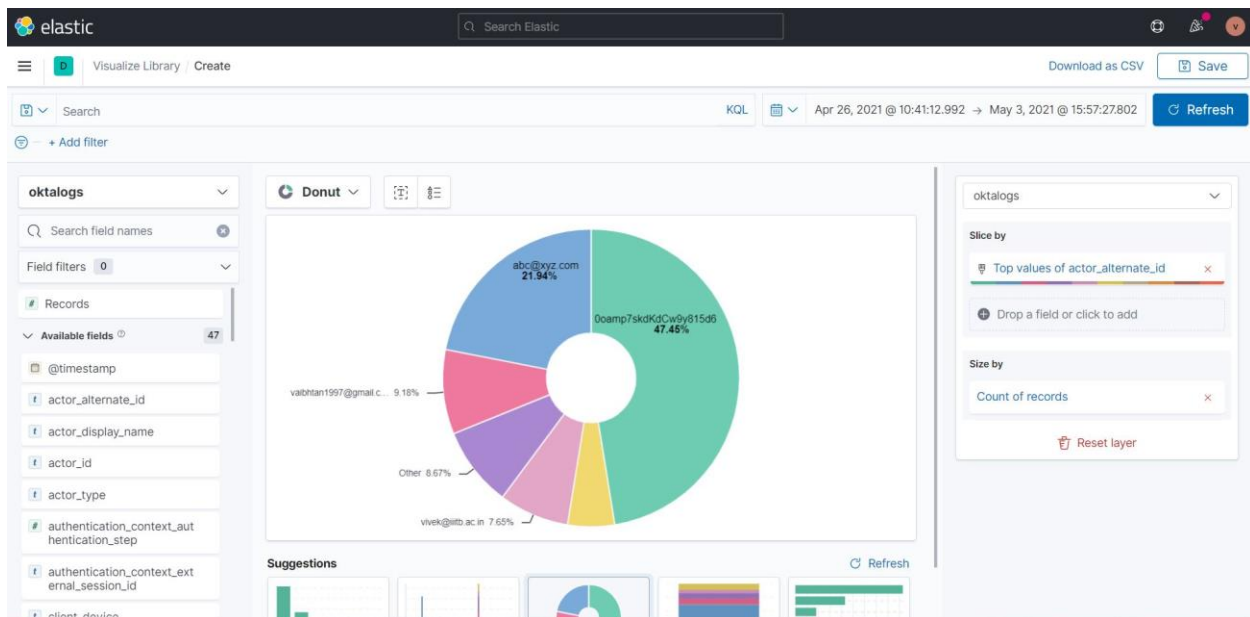 elastic
Search Elastic
V
D
Visualize Library / Create
Download as CSV
Save
Search
KQL
Apr 26, 2021 @ 10:41:12.992 → May 3, 2021 @ 15:57:27.802
Refresh
+ Add filter
oktalogs
Search field names
Field filters 0
# Records
Available fields 47
@timestamp
t actor_alternate_id
t actor_display_name
t actor_id
t actor_type
# authentication_context_aut
hentication_step
t authentication_context_ext
ernal_session_id
t client_device
Donut
abc@xyz.com
21.94%
0oamp7skdKdCw9y815d6
47.45%
vaibhtan1997@gmail.c... 9.18%
Other 8.67%
vivek@iiitb.ac.in 7.65%
Suggestions
Refresh
oktalogs
Slice by
Top values of actor_alternate_id
Drop a field or click to add
Size by
Count of records
Reset layer